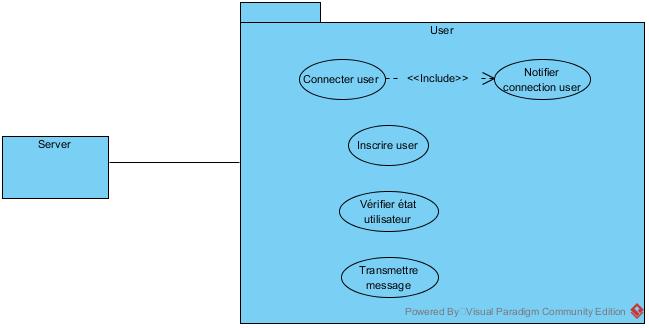 User
Connecter user
<<Include>>
Notifier
connection user
Server
Inscrire user
Vérifier état
utilisateur
Transmettre
message
Powered By Visual Paradigm Community Edition